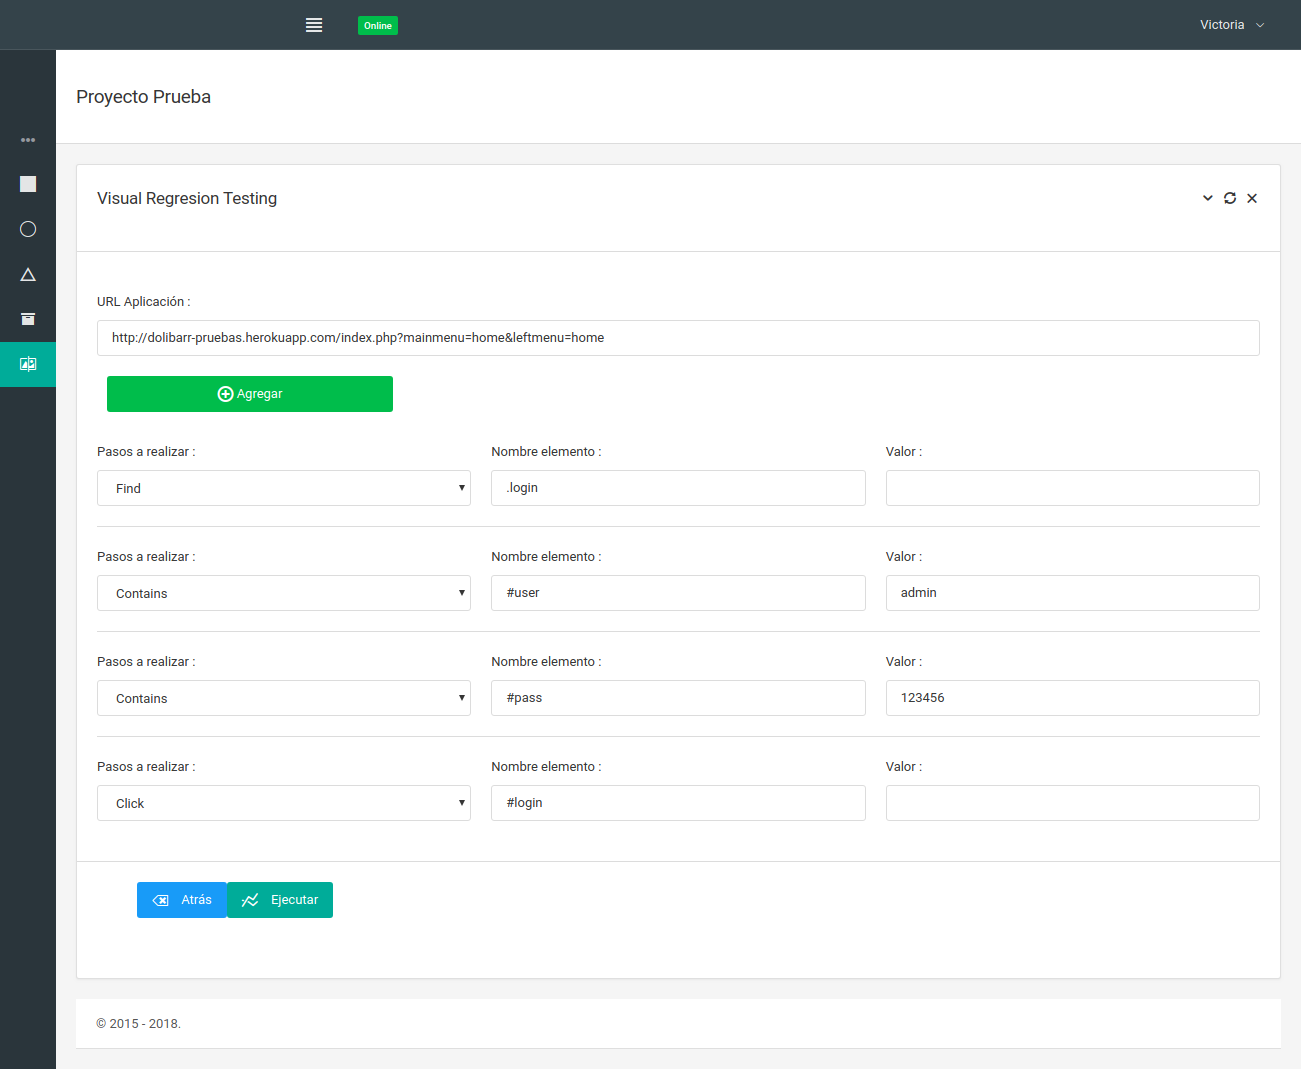 Online
Victoria
Proyecto Prueba
Visual Regresion Testing
URL Aplicación :
http://dolibarr-pruebas.herokuapp.com/index.php?mainmenu=home&leftmenu=home
Agregar
Pasos a realizar : Nombre elemento : Valor :
Find .login
Pasos a realizar : Nombre elemento : Valor :
Contains #user admin
Pasos a realizar : Nombre elemento : Valor :
Contains #pass 123456
Pasos a realizar : Nombre elemento : Valor :
Click #login
Atrás Ejecutar
© 2015 - 2018.